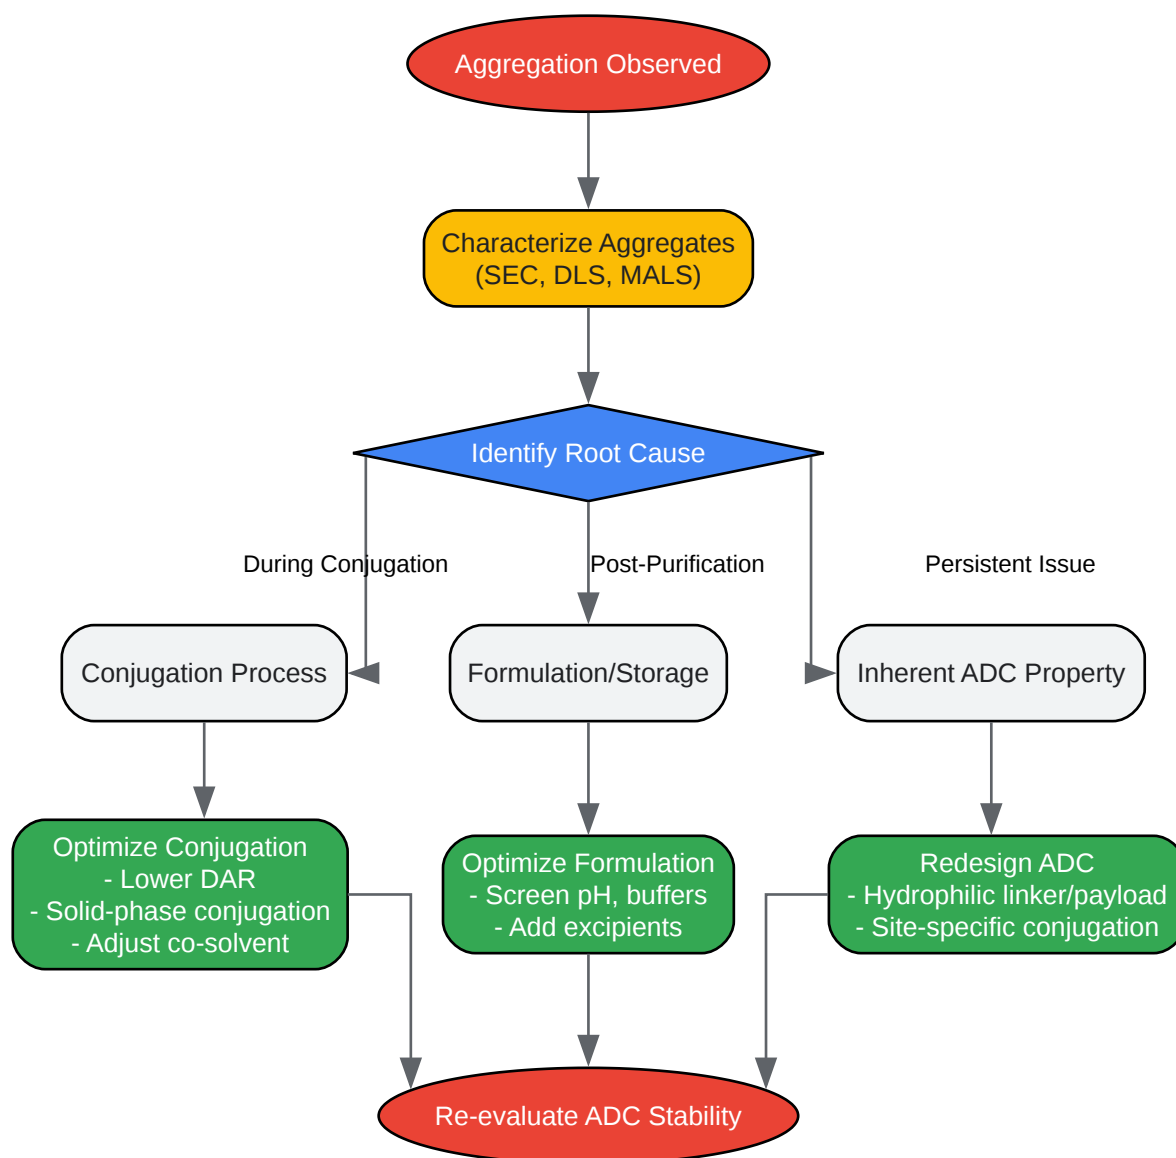 Aggregation Observed
Characterize Aggregates
(SEC, DLS, MALS)
Identify Root Cause
During Conjugation
Post-Purification
Persistent Issue
Conjugation Process
Formulation/Storage
Inherent ADC Property
Optimize Conjugation
- Lower DAR
- Solid-phase conjugation
- Adjust co-solvent
Optimize Formulation
- Screen pH, buffers
- Add excipients
Redesign ADC
- Hydrophilic linker/payload
- Site-specific conjugation
Re-evaluate ADC Stability